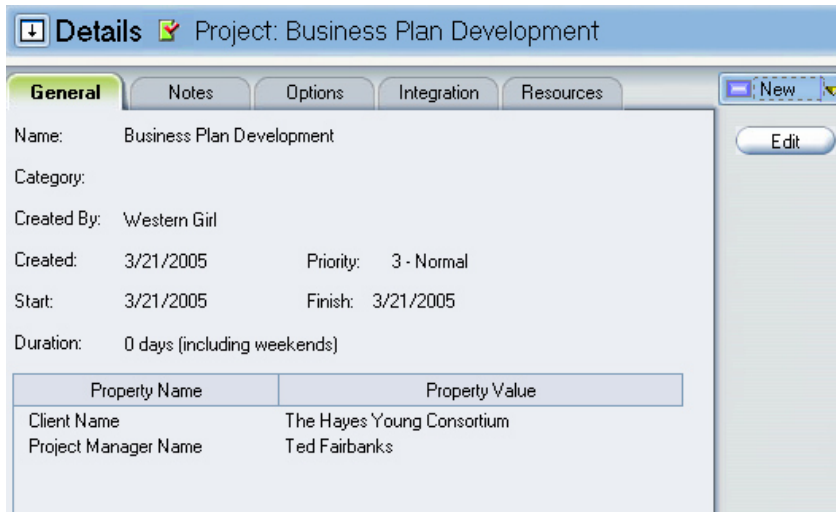 Details Project: Business Plan Development
General Notes Options Integration Resources New
Edit
Name: Business Plan Development
Category:
Created By: Western Girl
Created: 3/21/2005 Priority: 3 - Normal
Start: 3/21/2005 Finish: 3/21/2005
Duration: 0 days (including weekends)
Property Name Property Value
Client Name The Hayes Young Consortium
Project Manager Name Ted Fairbanks